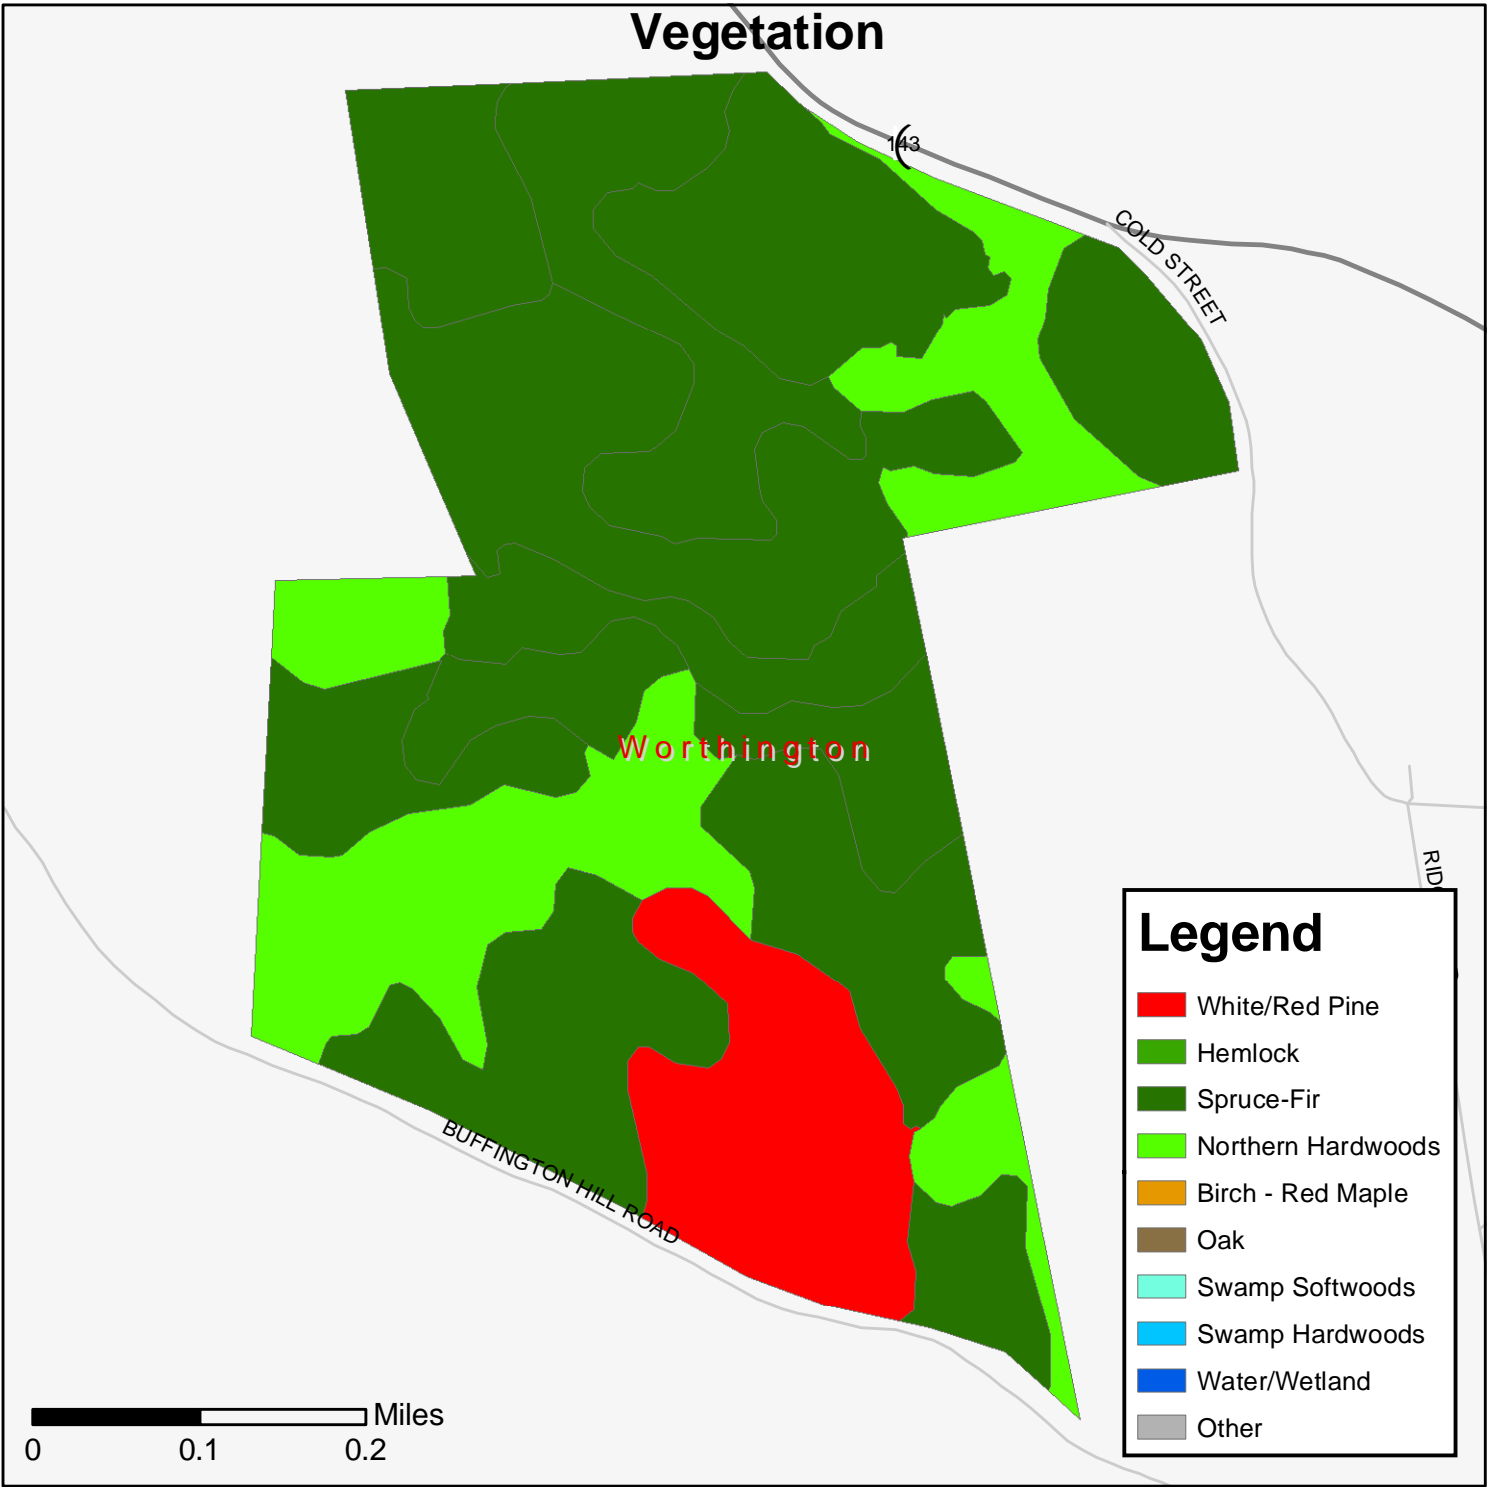 Vegetation
143
COLD STREET
Worthington
RIDG
BUFFINGTON HILL ROAD
Legend
White/Red Pine
Hemlock
Spruce-Fir
Northern Hardwoods
Birch - Red Maple
Oak
Swamp Softwoods
Swamp Hardwoods
Water/Wetland
Other
Miles
0 0.1 0.2